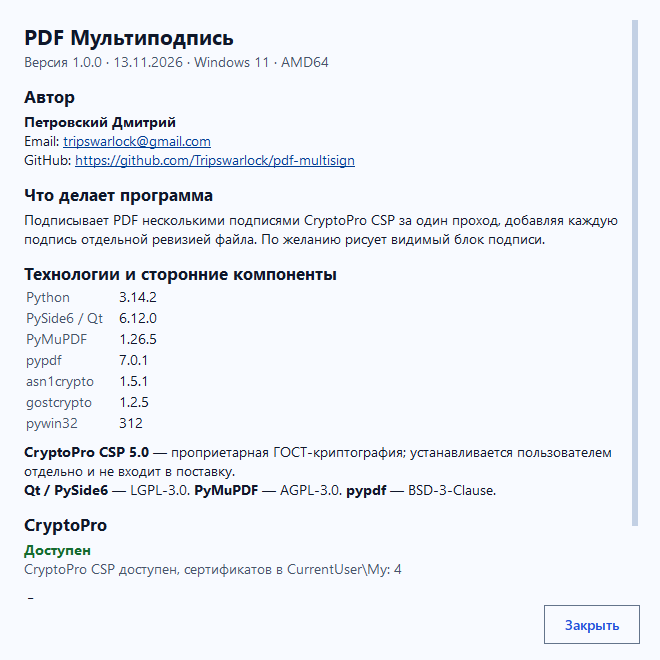 PDF Мультиподпись
Версия 1.0.0 · 13.11.2026 · Windows 11 · AMD64
Автор
Петровский Дмитрий
Email: tripswarlock@gmail.com
GitHub: https://github.com/Tripswarlock/pdf-multisign
Что делает программа
Подписывает PDF несколькими подписями CryptoPro CSP за один проход, добавляя каждую
подпись отдельной ревизией файла. По желанию рисует видимый блок подписи.
Технологии и сторонние компоненты
Python 3.14.2
PySide6 / Qt 6.12.0
PyMuPDF 1.26.5
pypdf 7.0.1
asn1crypto 1.5.1
gostcrypto 1.2.5
pywin32 312
CryptoPro CSP 5.0 — проприетарная ГОСТ-криптография; устанавливается пользователем
отдельно и не входит в поставку.
Qt / PySide6 — LGPL-3.0. PyMuPDF — AGPL-3.0. pypdf — BSD-3-Clause.
CryptoPro
Доступен
CryptoPro CSP доступен, сертификатов в CurrentUser\My: 4
Закрыть